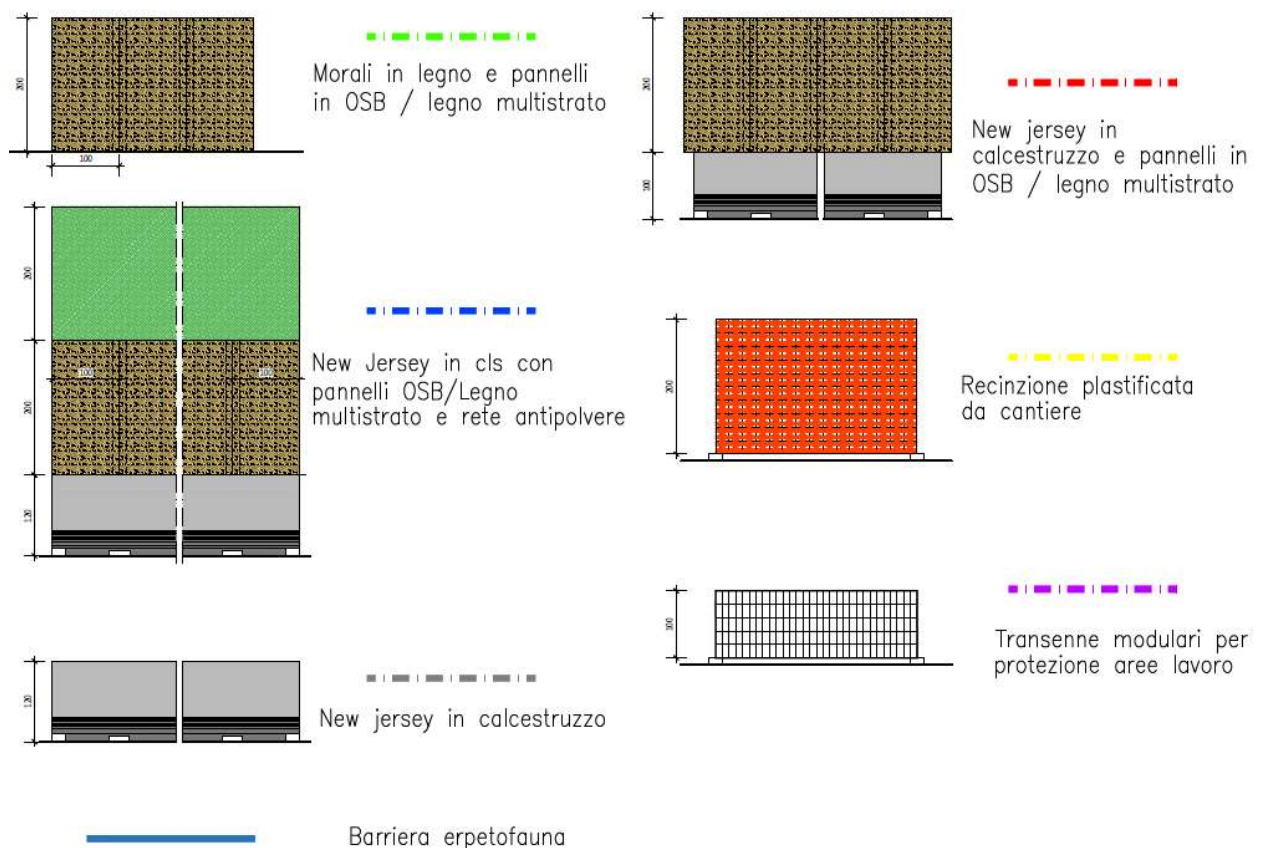 200
100
Morali in legno e pannelli
in OSB / legno multistrato
200
100
New jersey in
calcestruzzo e pannelli in
OSB / legno multistrato
200
200
120
100
100
New Jersey in cls con
pannelli OSB/Legno
multistrato e rete antipolvere
200
Recinzione plastificata
da cantiere
100
Transenne modulari per
protezione aree lavoro
120
New jersey in calcestruzzo
Barriera erpetofauna